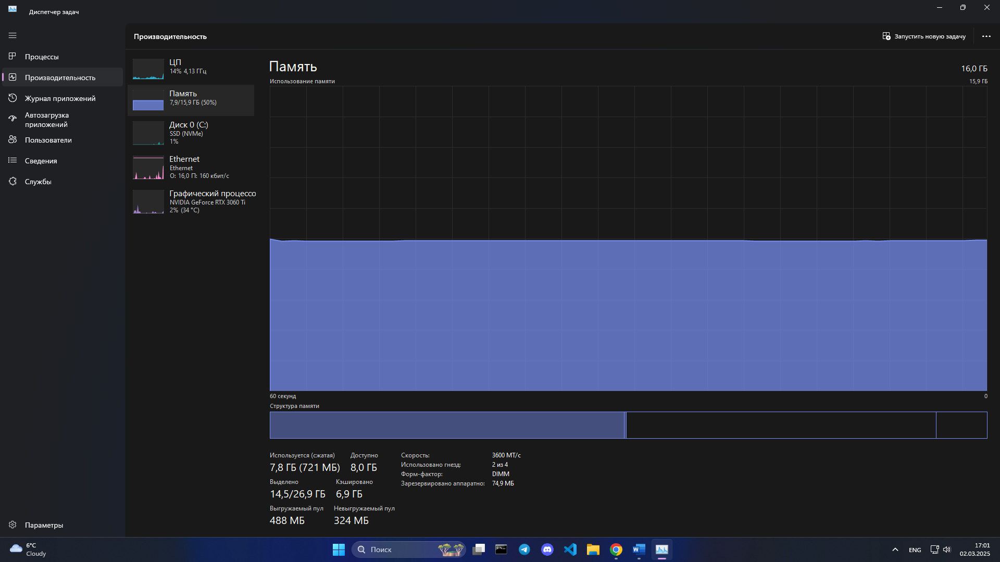 Диспетчер задач
Производительность
Запустить новую задачу
Процессы
Производительность
Журнал приложений
Автозагрузка
приложений
Пользователи
Сведения
Службы
Параметры
ЦП
14% 4,13 ГГц
Память
7,9/15,9 ГБ (50%)
Диск 0 (C:)
SSD (NVMe)
1%
Ethernet
Ethernet
О: 16,0 П: 160 кбит/с
Графический процессо
NVIDIA GeForce RTX 3060 Ti
2% (34 °C)
Память
16,0 ГБ
Использование памяти
15,9 ГБ
60 секунд
0
Структура памяти
Используется (сжатая)
Доступно
7,8 ГБ (721 МБ)
8,0 ГБ
Выделено
Кэшировано
14,5/26,9 ГБ
6,9 ГБ
Выгружаемый пул
Невыгружаемый пул
488 МБ
324 МБ
Скорость:
3600 МТ/с
Использовано гнезд:
2 из 4
Форм-фактор:
DIMM
Зарезервировано аппаратно:
74,9 МБ
6°C
Cloudy
Поиск
ENG
17:01
02.03.2025